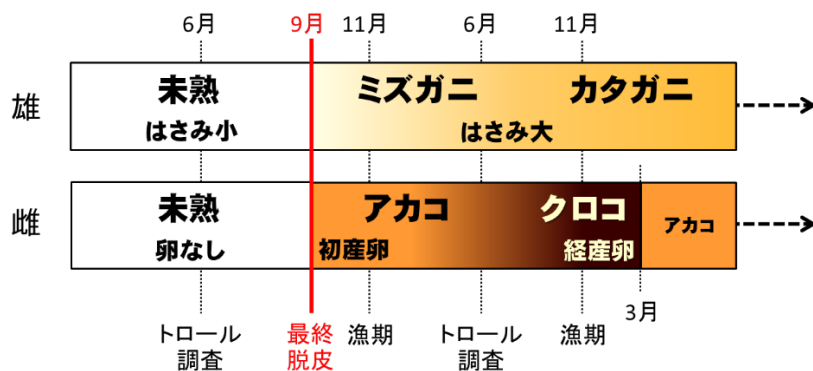 6月 9月 11月 6月 11月
雄
未熟 ミズガニ カタガニ
はさみ小 はさみ大
雌
未熟 アカコ クロコ アカコ
卵なし 初産卵 経産卵
3月
トロール 最終 漁期 トロール 漁期
調査 脱皮 調査